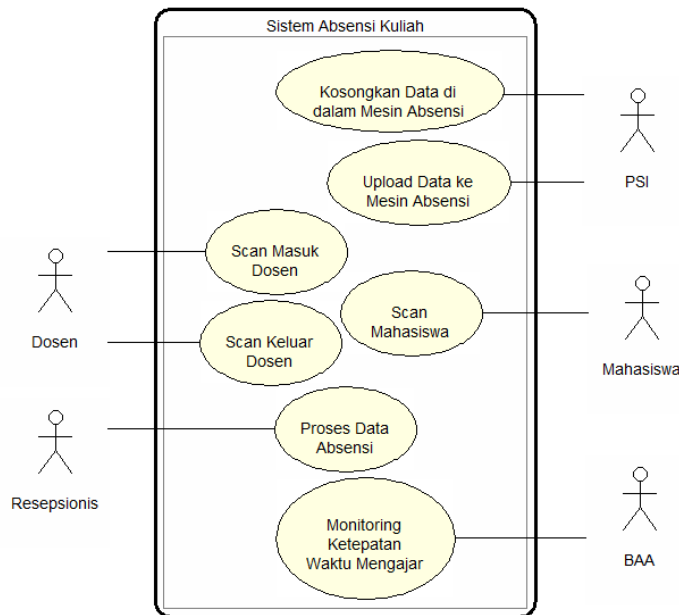 Sistem Absensi Kuliah
Kosongkan Data di
dalam Mesin Absensi
PSI
Upload Data ke
Mesin Absensi
Scan Masuk
Dosen
Dosen
Scan Mahasiswa
Mahasiswa
Scan Keluar
Dosen
Proses Data
Absensi
Resepsionis
Monitoring
Ketepatan
Waktu Mengajar
BAA